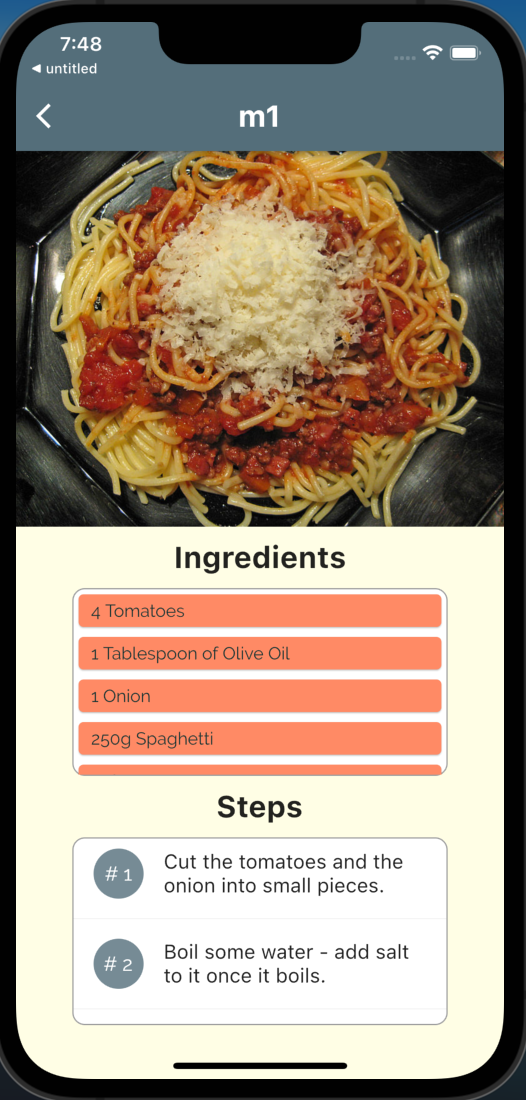 7:48
◀ untitled
m1
Ingredients
4 Tomatoes
1 Tablespoon of Olive Oil
1 Onion
250g Spaghetti
Steps
# 1
Cut the tomatoes and the
onion into small pieces.
# 2
Boil some water - add salt
to it once it boils.